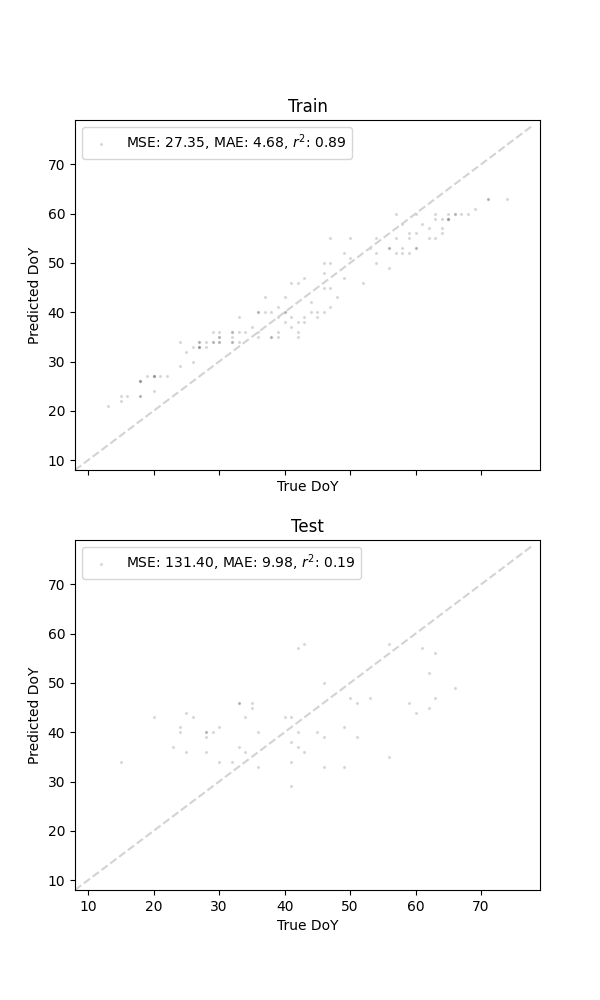 Train
MSE: 27.35, MAE: 4.68, r²: 0.89
70
60
50
40
30
20
10
Predicted DoY
True DoY
Test
MSE: 131.40, MAE: 9.98, r²: 0.19
70
60
50
40
30
20
10
Predicted DoY
10 20 30 40 50 60 70
True DoY